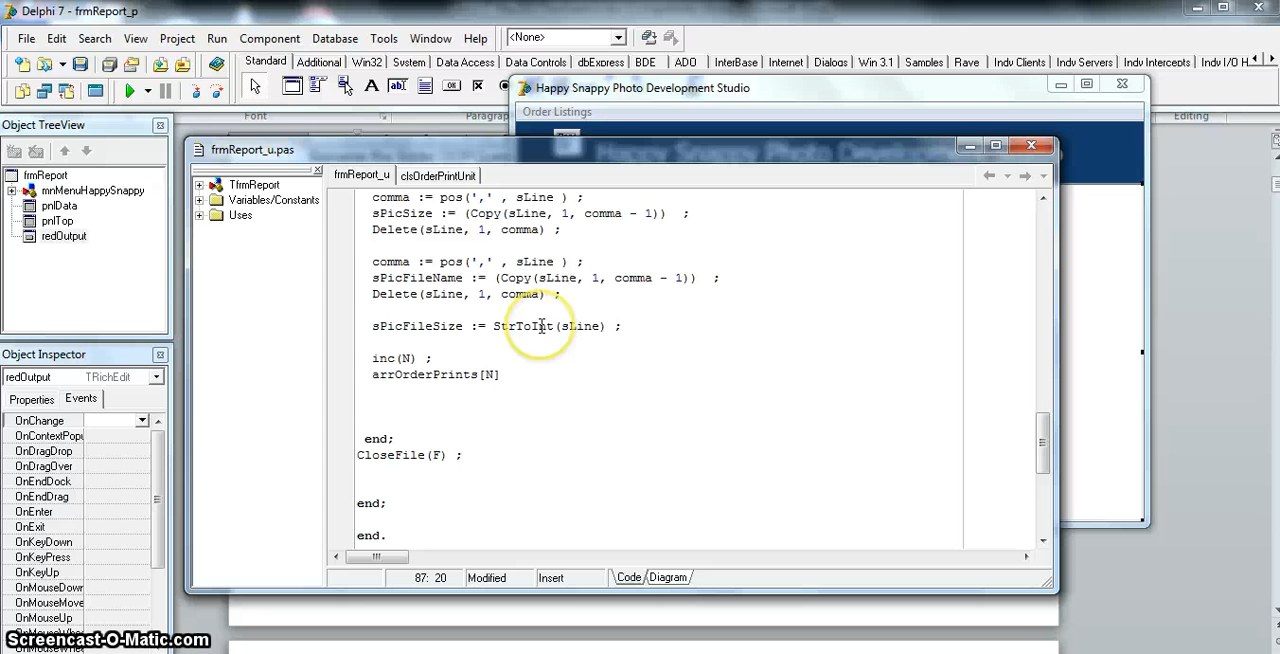 Delphi 7 - frmReport_p
File Edit Search View Project Run Component Database Tools Window Help <None>
Standard Additional Win32 System Data Access Data Controls dbExpress BDE ADO InterBase Internet Dialogs Win 3.1 Samples Rave Indy Clients Indy Servers Indy Intercepts Indy I/O H
Happy Snappy Photo Development Studio
Order Listings
Font
Paragraph
Editing
Object TreeView
frmReport
mnMenuHappySnappy
pnlData
pnlTop
redOutput
frmReport_u.pas
TfrmReport
Variables/Constants
Uses
frmReport_u clsOrderPrintUnit
comma := pos(',' , sLine ) ;
sPicSize := (Copy(sLine, 1, comma - 1)) ;
Delete(sLine, 1, comma) ;
comma := pos(',' , sLine ) ;
sPicFileName := (Copy(sLine, 1, comma - 1)) ;
Delete(sLine, 1, comma) ;
sPicFileSize := StrToInt(sLine) ;
inc(N) ;
arrOrderPrints[N]
end;
CloseFile(F) ;
end;
end.
87: 20 Modified Insert Code Diagram
Object Inspector
redOutput TRichEdit
Properties Events
OnChange
OnContextPopu
OnDragDrop
OnDragOver
OnEndDock
OnEndDrag
OnEnter
OnExit
OnKeyDown
OnKeyPress
OnKeyUp
OnMouseDown
OnMouseMove
OnMouseUp
Screencast-O-Matic.com